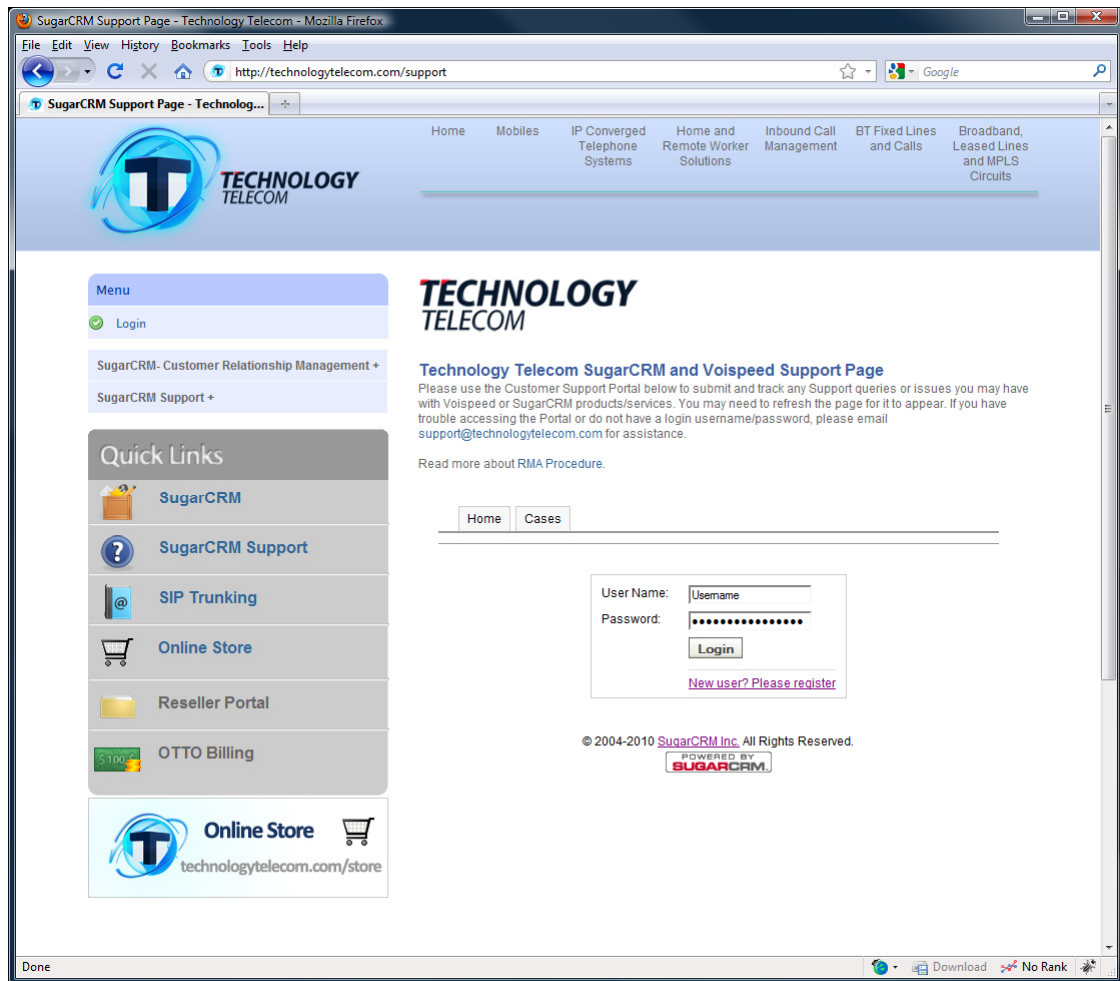 SugarCRM Support Page - Technology Telecom - Mozilla Firefox
File Edit View History Bookmarks Tools Help
http://technologytelecom.com/support
Google
SugarCRM Support Page - Technolog...
TECHNOLOGY
TELECOM
Home
Mobiles
IP Converged
Telephone
Systems
Home and
Remote Worker
Solutions
Inbound Call
Management
BT Fixed Lines
and Calls
Broadband,
Leased Lines
and MPLS
Circuits
Menu
Login
SugarCRM- Customer Relationship Management +
SugarCRM Support +
Quick Links
SugarCRM
SugarCRM Support
SIP Trunking
Online Store
Reseller Portal
$100
OTTO Billing
Online Store
technologytelecom.com/store
TECHNOLOGY
TELECOM
Technology Telecom SugarCRM and Voispeed Support Page
Please use the Customer Support Portal below to submit and track any Support queries or issues you may have
with Voispeed or SugarCRM products/services. You may need to refresh the page for it to appear. If you have
trouble accessing the Portal or do not have a login username/password, please email
support@technologytelecom.com for assistance.
Read more about RMA Procedure.
Home Cases
User Name: Username
Password: ••••••••••••••••
Login
New user? Please register
© 2004-2010 SugarCRM Inc. All Rights Reserved.
POWERED BY
SUGARCRM.
Done
Download
No Rank